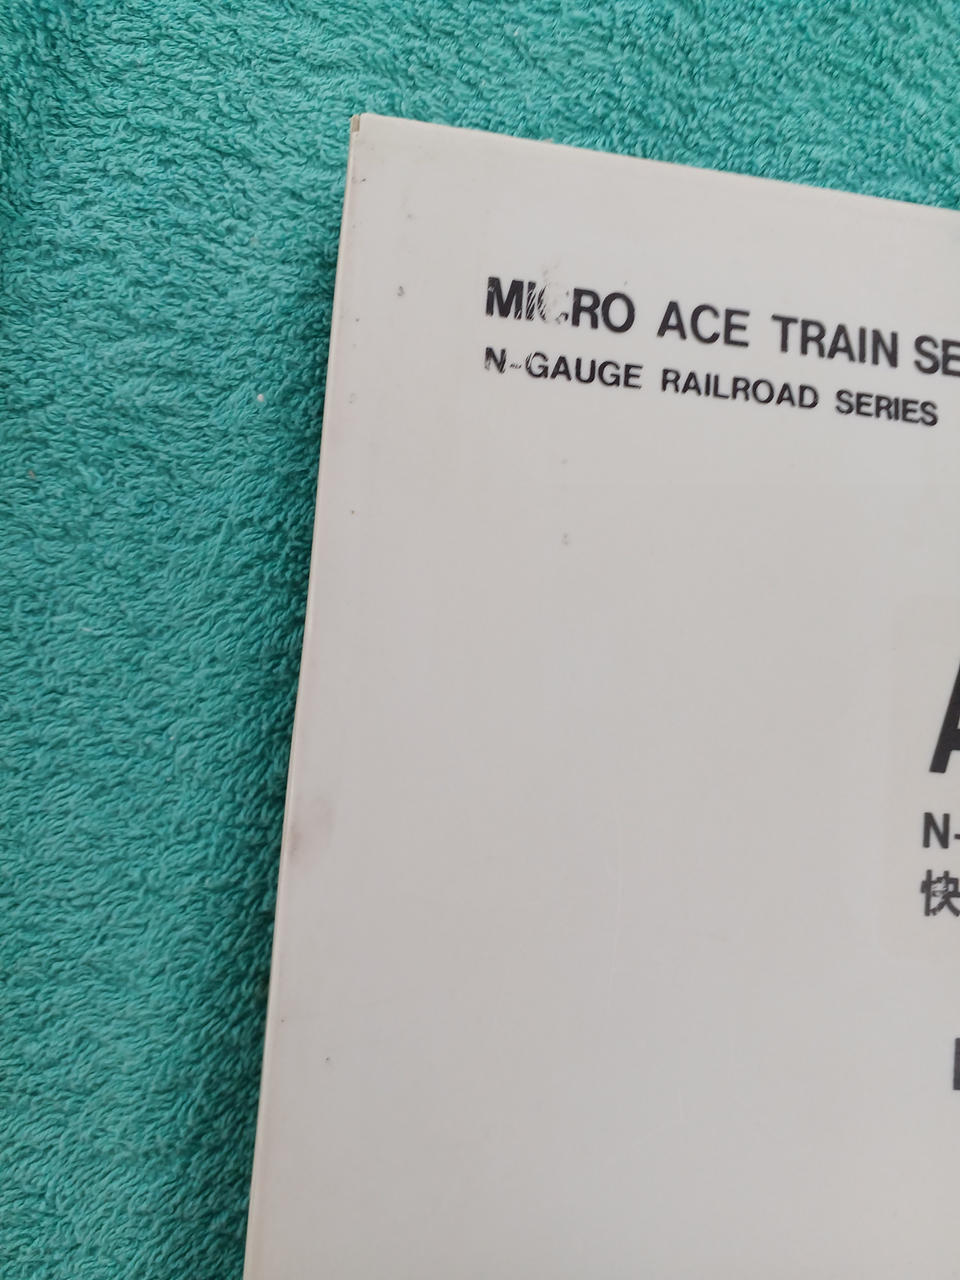 MICRO ACE TRAIN SE
N-GAUGE RAILROAD SERIES
A
N-
快